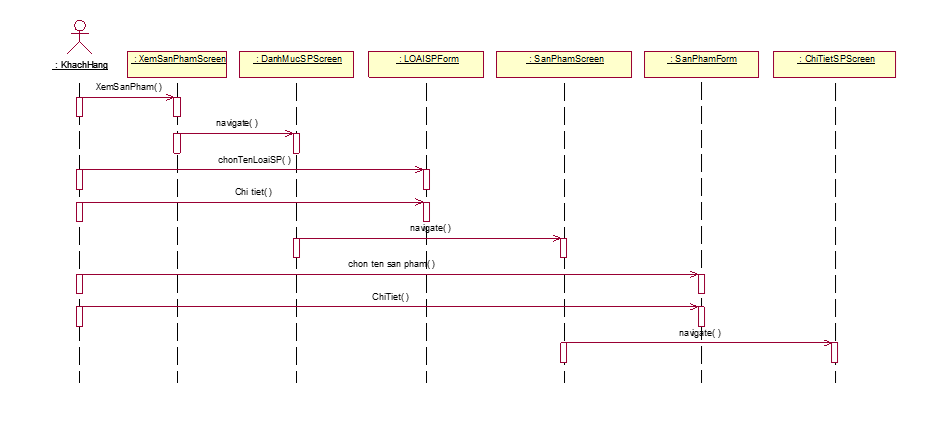 : KhachHang
: XemSanPhamScreen
: DanhMucSPScreen
: LOAISPForm
: SanPhamScreen
: SanPhamForm
: ChiTietSPScreen
XemSanPham( )
navigate( )
chonTenLoaiSP( )
Chi tiet( )
navigate( )
chon ten san pham( )
ChiTiet( )
navigate( )